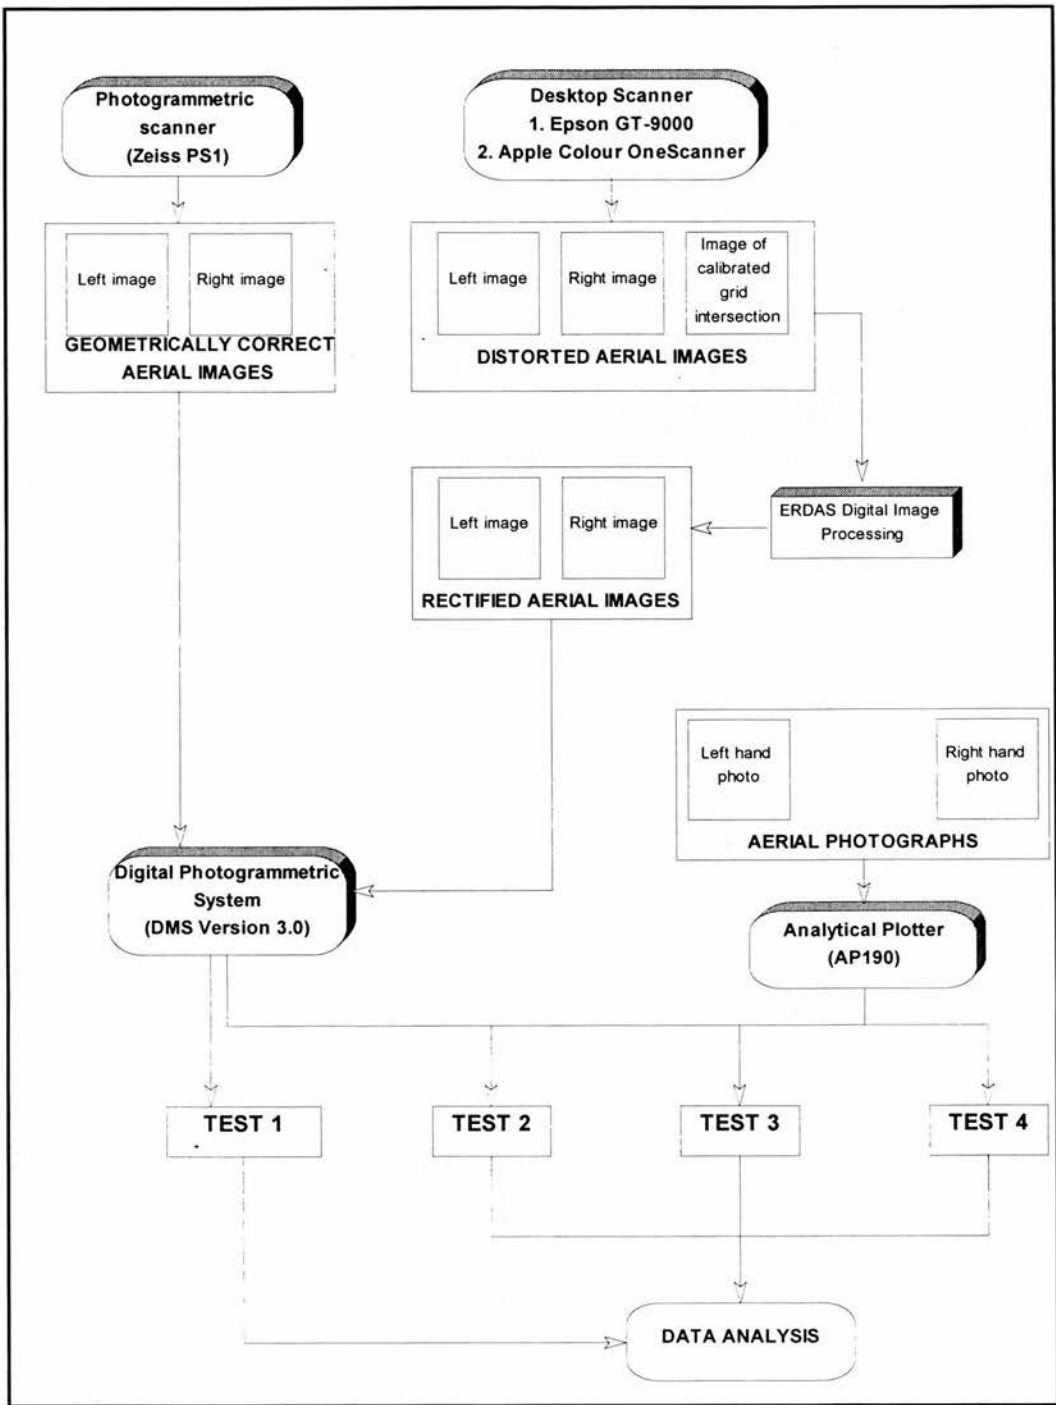 Photogrammetric
scanner
(Zeiss PS1)
Desktop Scanner
1. Epson GT-9000
2. Apple Colour OneScanner
Left image
Right image
GEOMETRICALLY CORRECT
AERIAL IMAGES
Left image
Right image
Image of
calibrated
grid
intersection
DISTORTED AERIAL IMAGES
ERDAS Digital Image
Processing
Left image
Right image
RECTIFIED AERIAL IMAGES
Left hand
photo
Right hand
photo
AERIAL PHOTOGRAPHS
Digital Photogrammetric
System
(DMS Version 3.0)
Analytical Plotter
(AP190)
TEST 1
TEST 2
TEST 3
TEST 4
DATA ANALYSIS